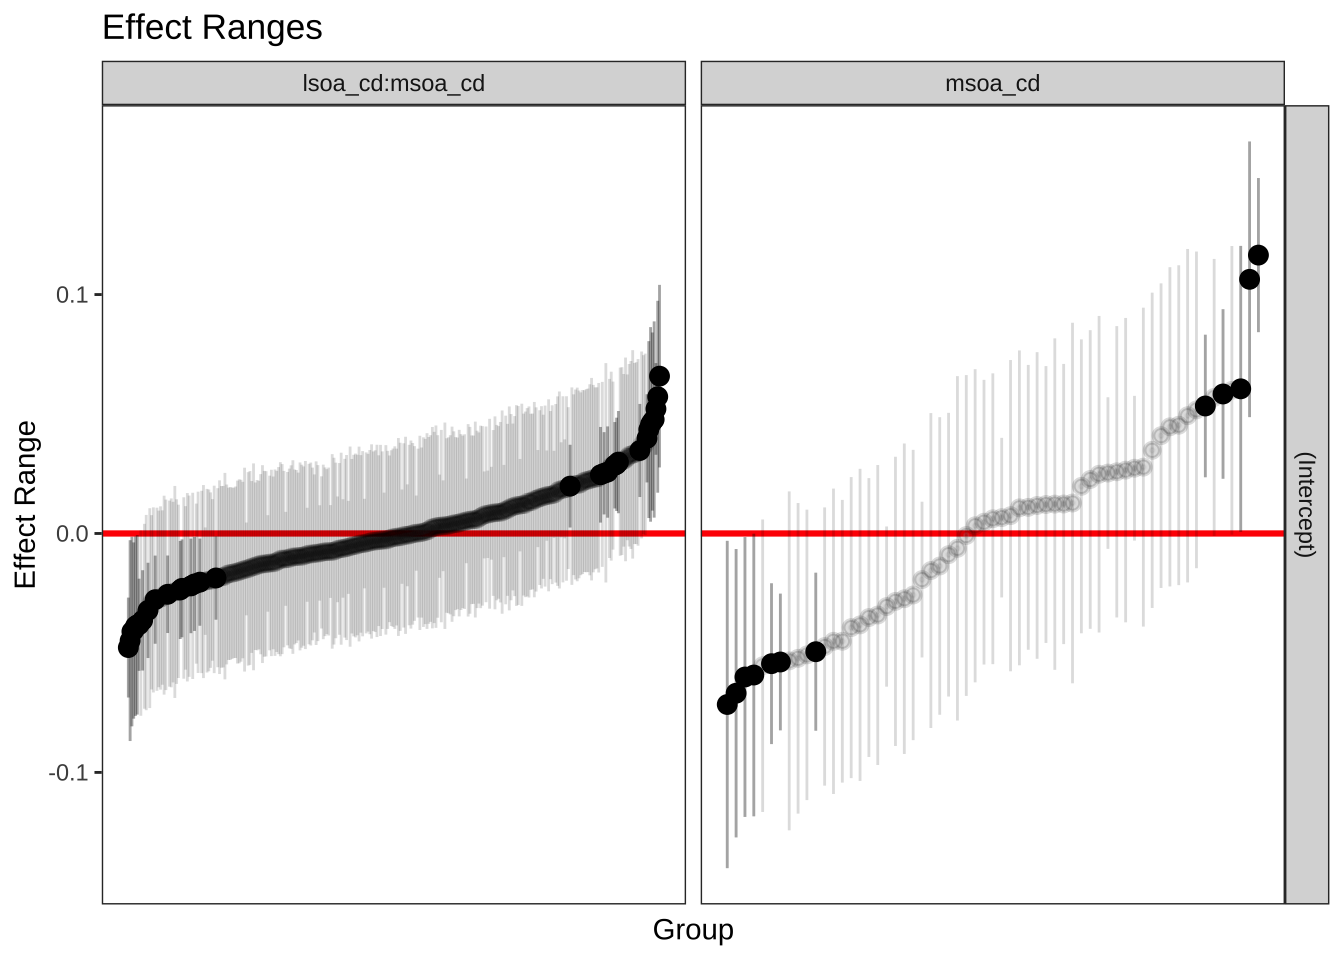 Effect Ranges
lsoa_cd:msoa_cd
msoa_cd
Effect Range
0.1
0.0
-0.1
(Intercept)
Group